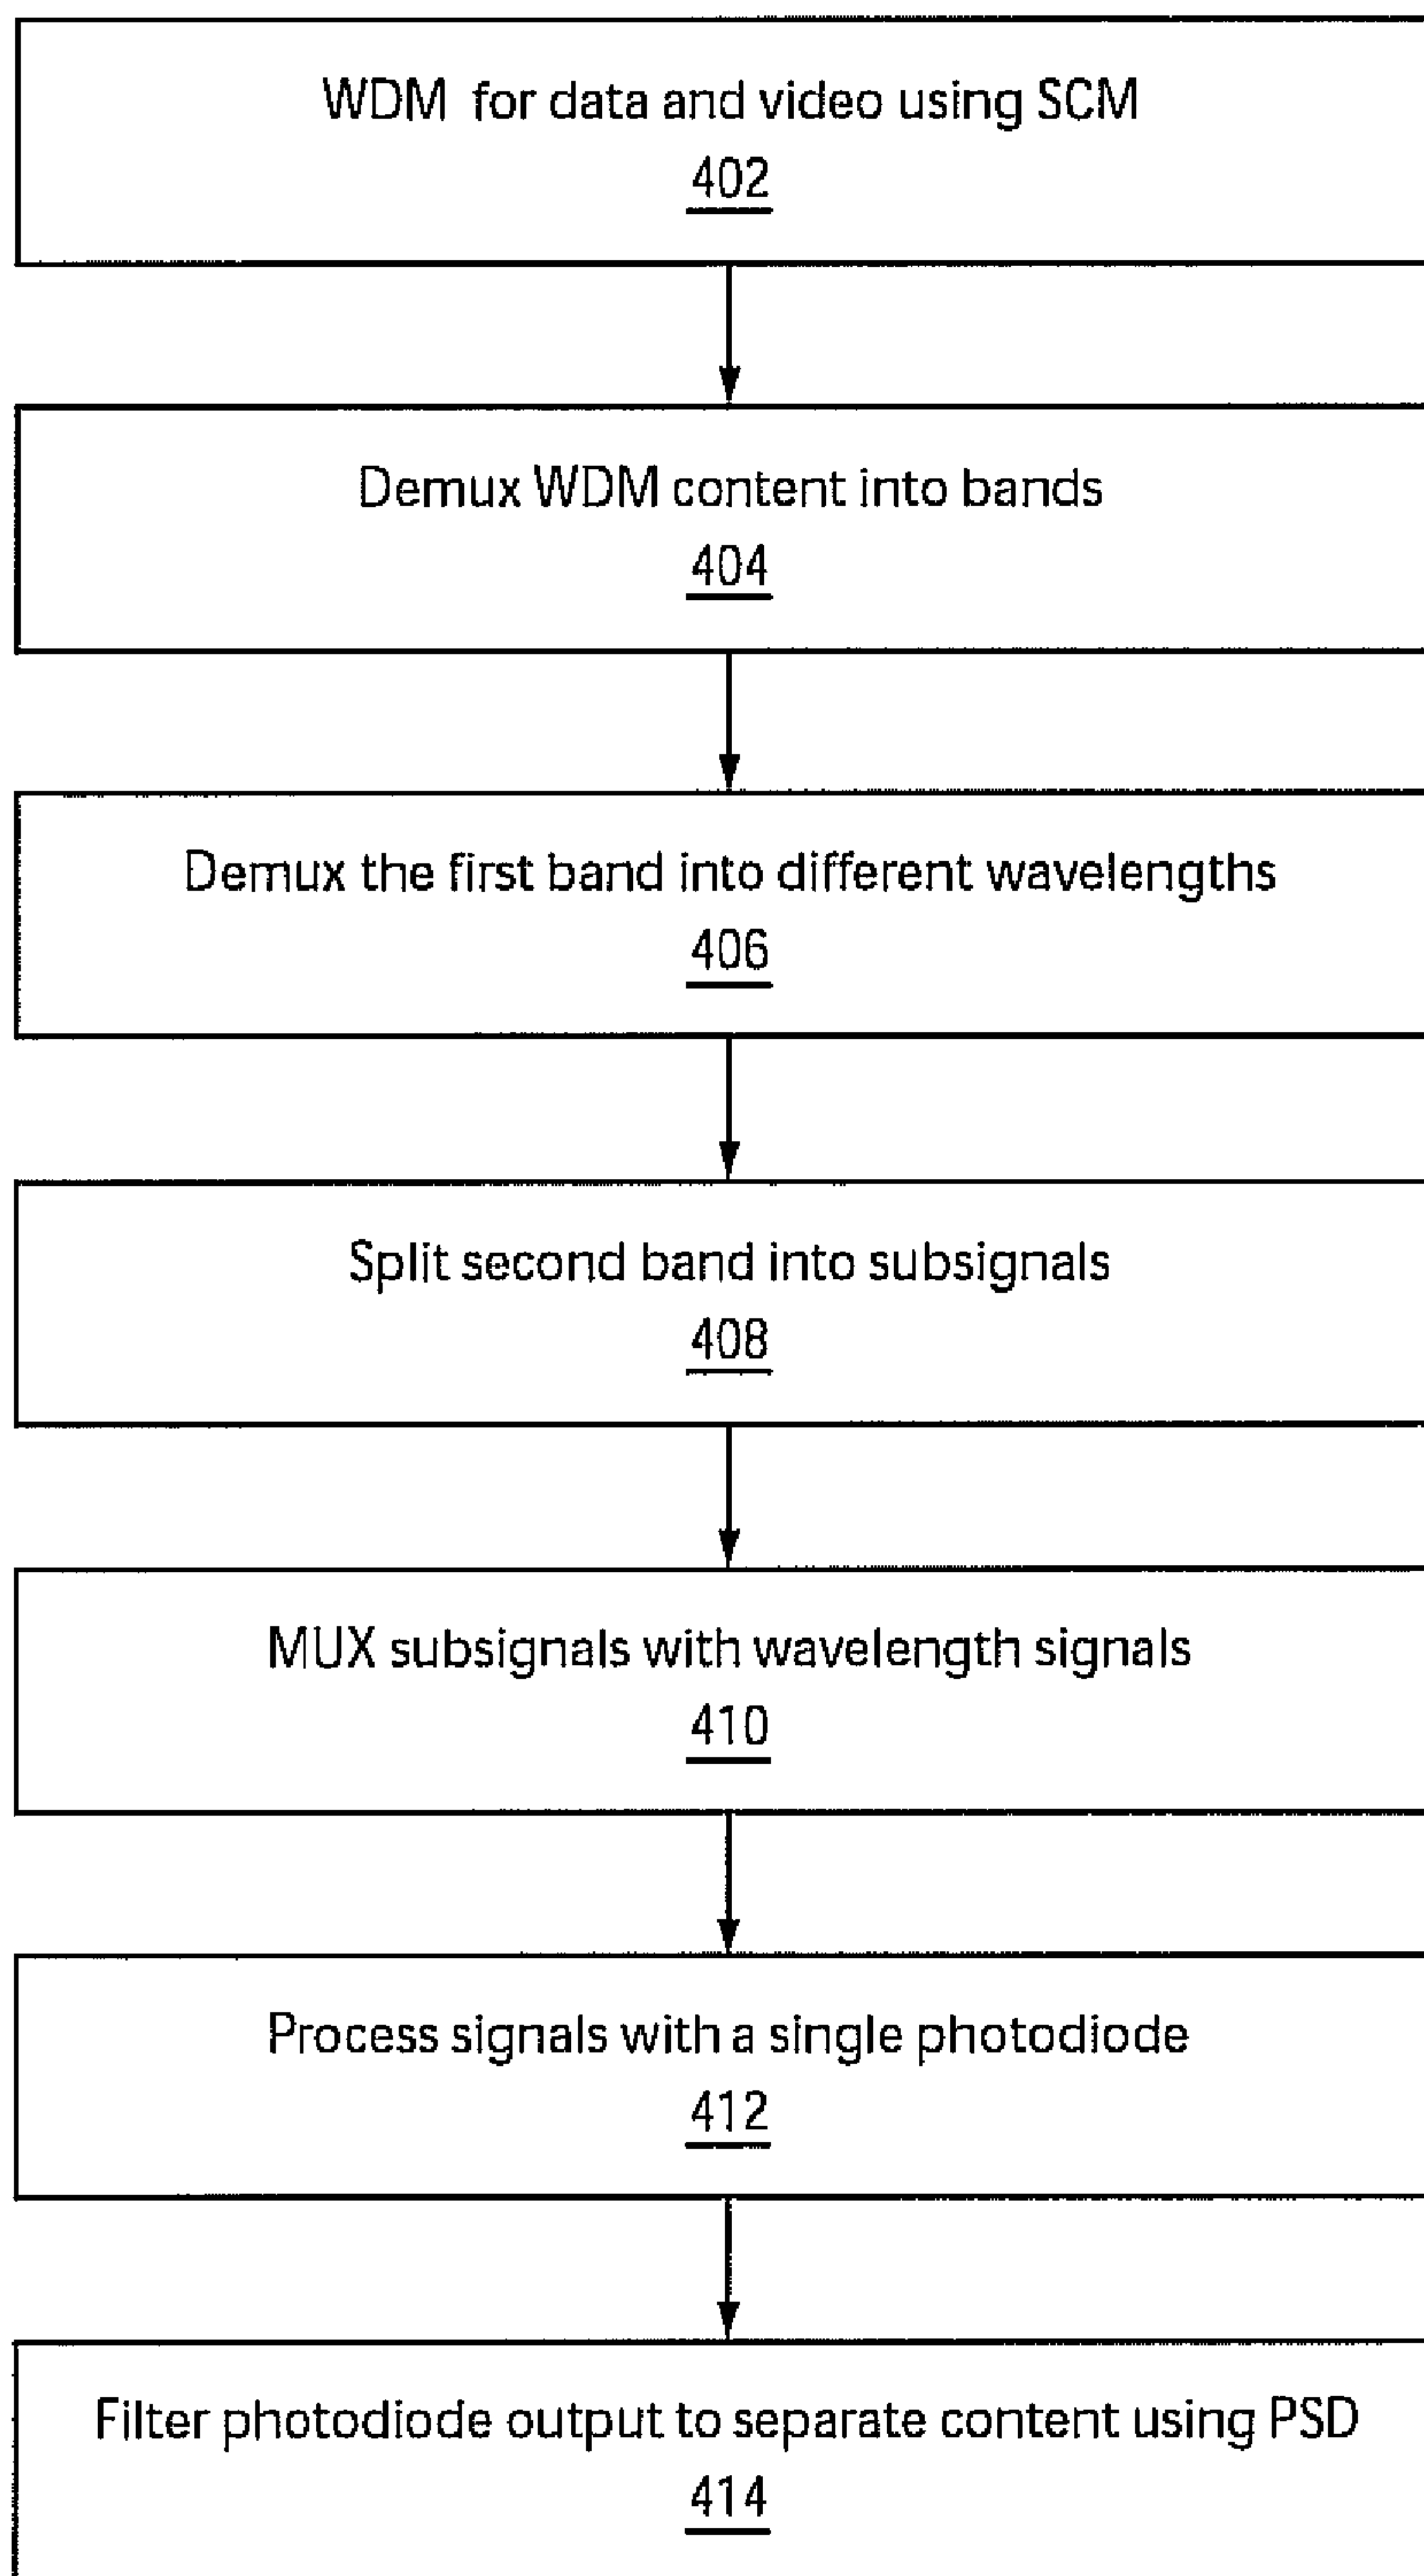 WDM for data and video using SCM
402
Demux WDM content into bands
404
Demux the first band into different wavelengths
406
Split second band into subsignals
408
MUX subsignals with wavelength signals
410
Process signals with a single photodiode
412
Filter photodiode output to separate content using PSD
414